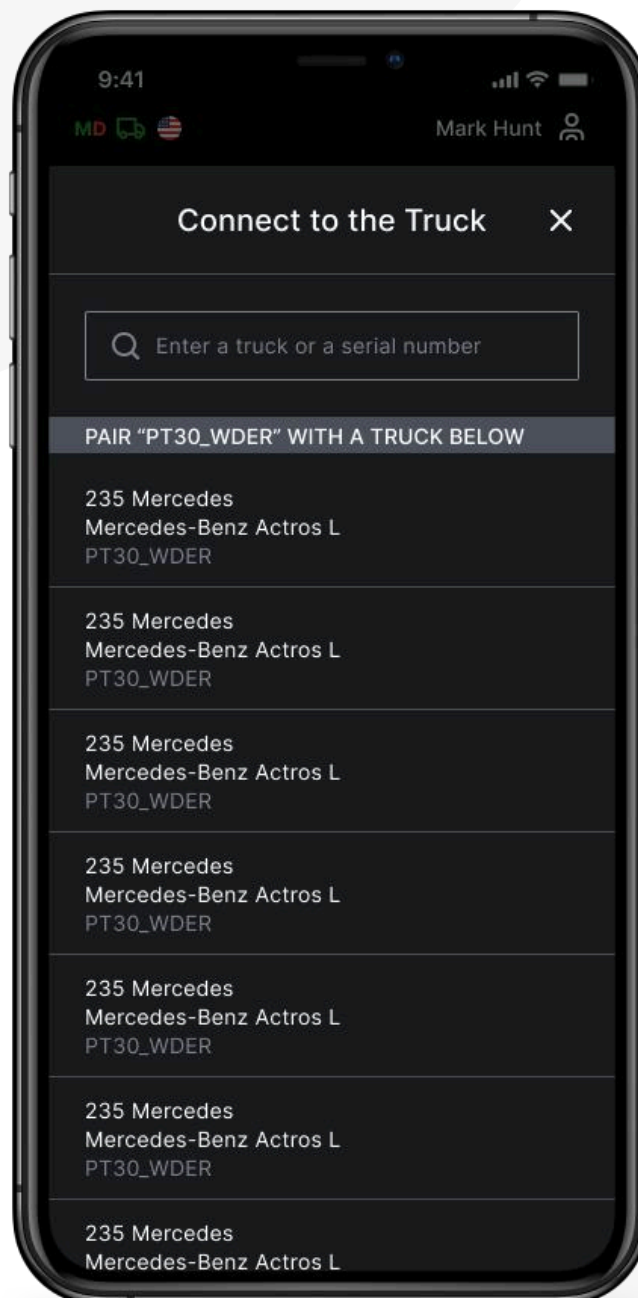 9:41
MD
Mark Hunt
Connect to the Truck
Enter a truck or a serial number
PAIR “PT30_WDER” WITH A TRUCK BELOW
235 Mercedes
Mercedes-Benz Actros L
PT30_WDER
235 Mercedes
Mercedes-Benz Actros L
PT30_WDER
235 Mercedes
Mercedes-Benz Actros L
PT30_WDER
235 Mercedes
Mercedes-Benz Actros L
PT30_WDER
235 Mercedes
Mercedes-Benz Actros L
PT30_WDER
235 Mercedes
Mercedes-Benz Actros L
PT30_WDER
235 Mercedes
Mercedes-Benz Actros L